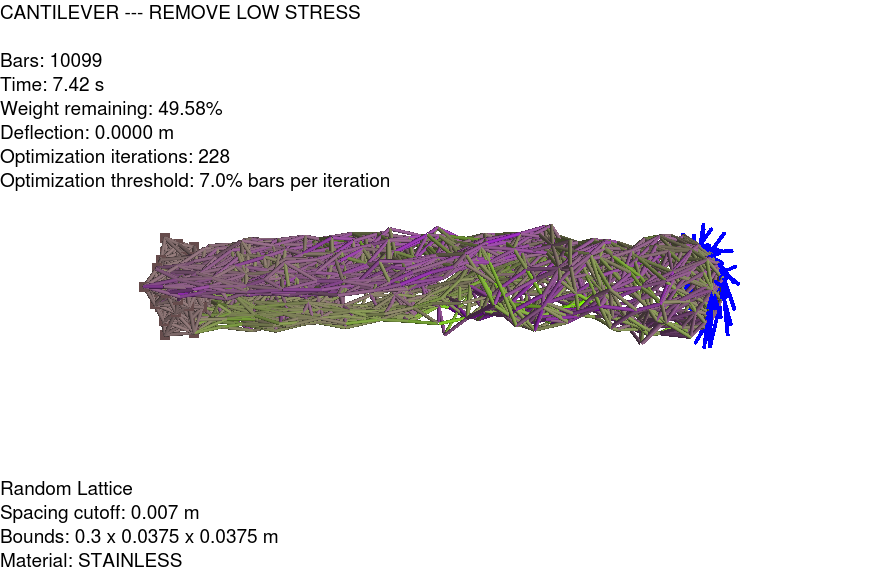 CANTILEVER --- REMOVE LOW STRESS
Bars: 10099
Time: 7.42 s
Weight remaining: 49.58%
Deflection: 0.0000 m
Optimization iterations: 228
Optimization threshold: 7.0% bars per iteration
Random Lattice
Spacing cutoff: 0.007 m
Bounds: 0.3 x 0.0375 x 0.0375 m
Material: STAINLESS